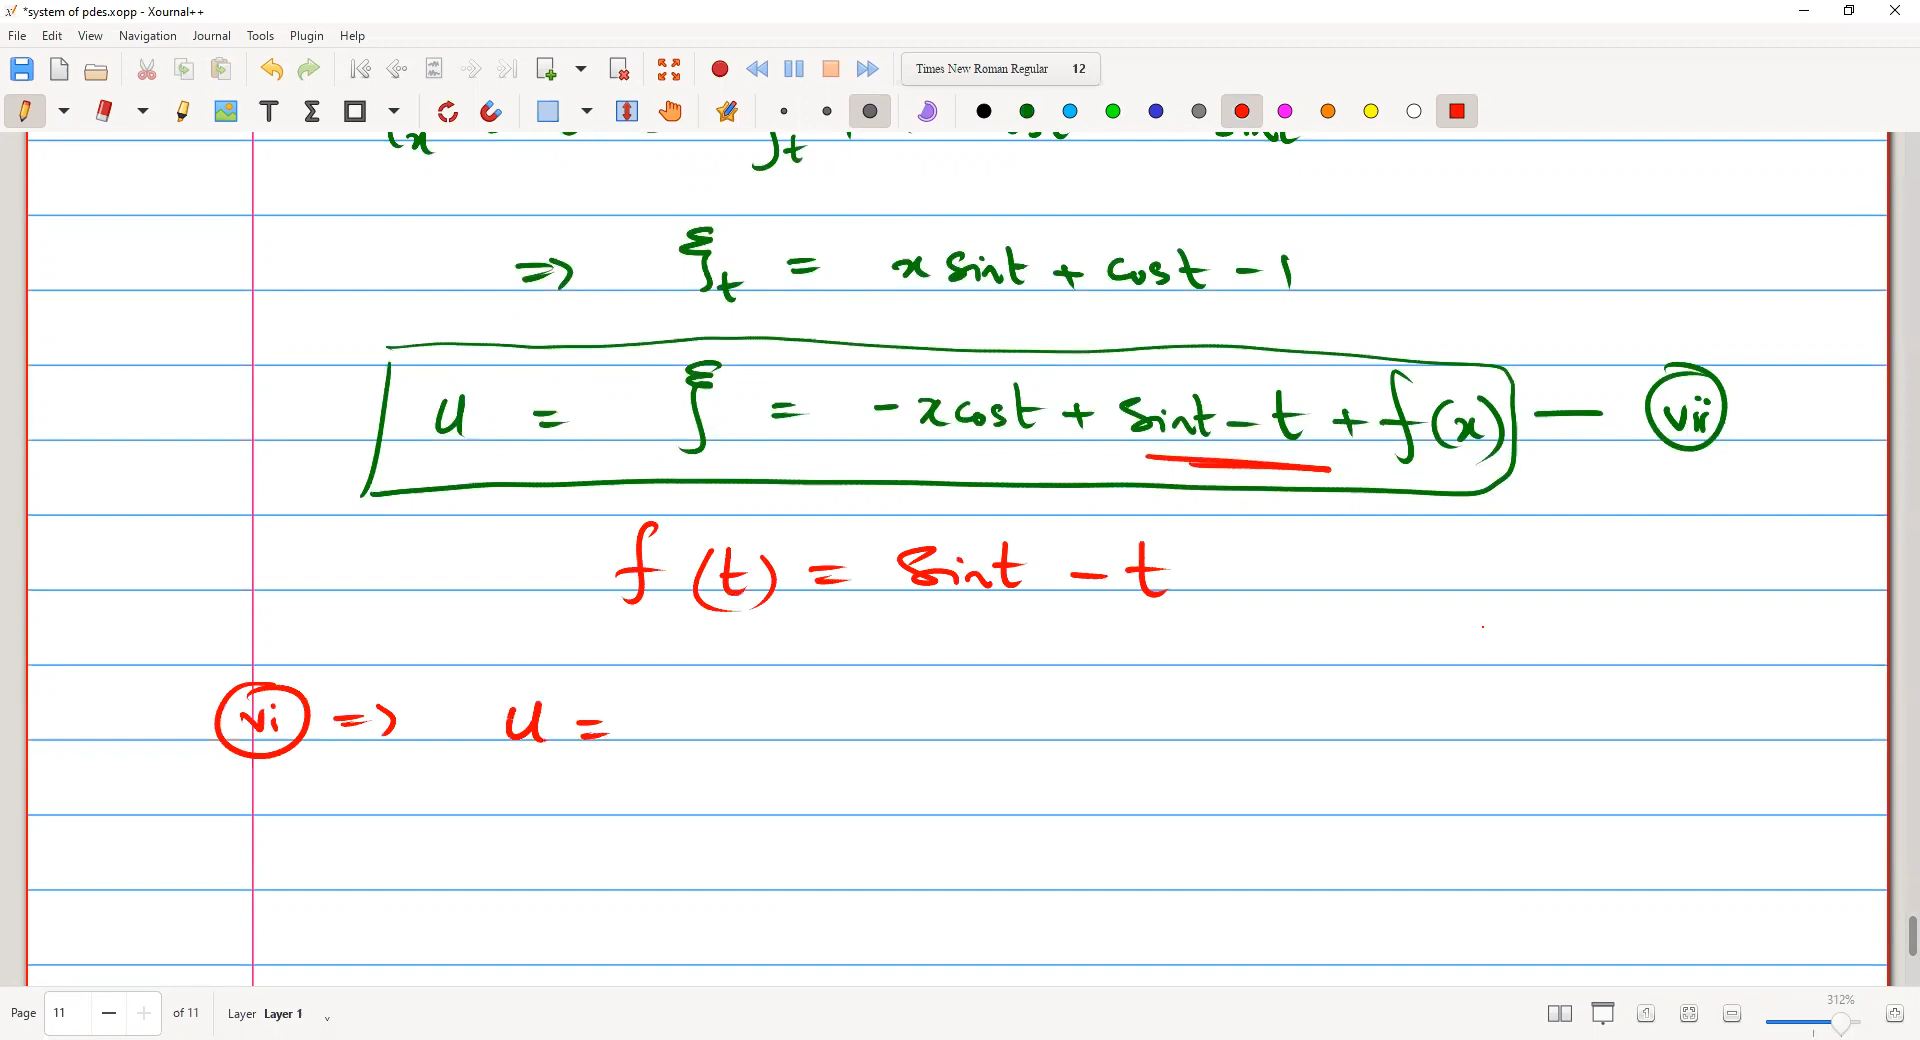 *system of pdes.xopp - Xournal++
File Edit View Navigation Journal Tools Plugin Help
Times New Roman Regular 12
⇒ ξ_t = x sint + cost - 1
u = ξ = -xcost + sint - t + f(x) — vii
f(t) = sint - t
vi ⇒ u =
Page 11 of 11 Layer Layer 1 312%